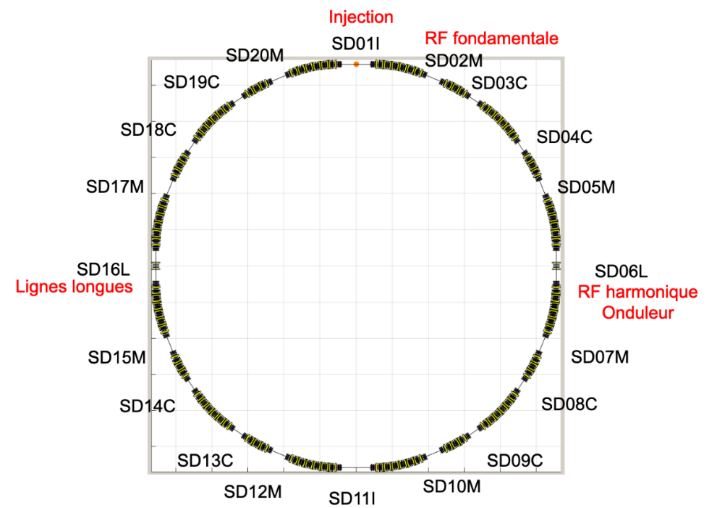 Injection
SD01I
RF fondamentale
SD20M
SD02M
SD19C
SD03C
SD18C
SD04C
SD17M
SD05M
SD16L
SD06L
Lignes longues
RF harmonique
Onduleur
SD15M
SD07M
SD14C
SD08C
SD13C
SD09C
SD12M
SD10M
SD11I